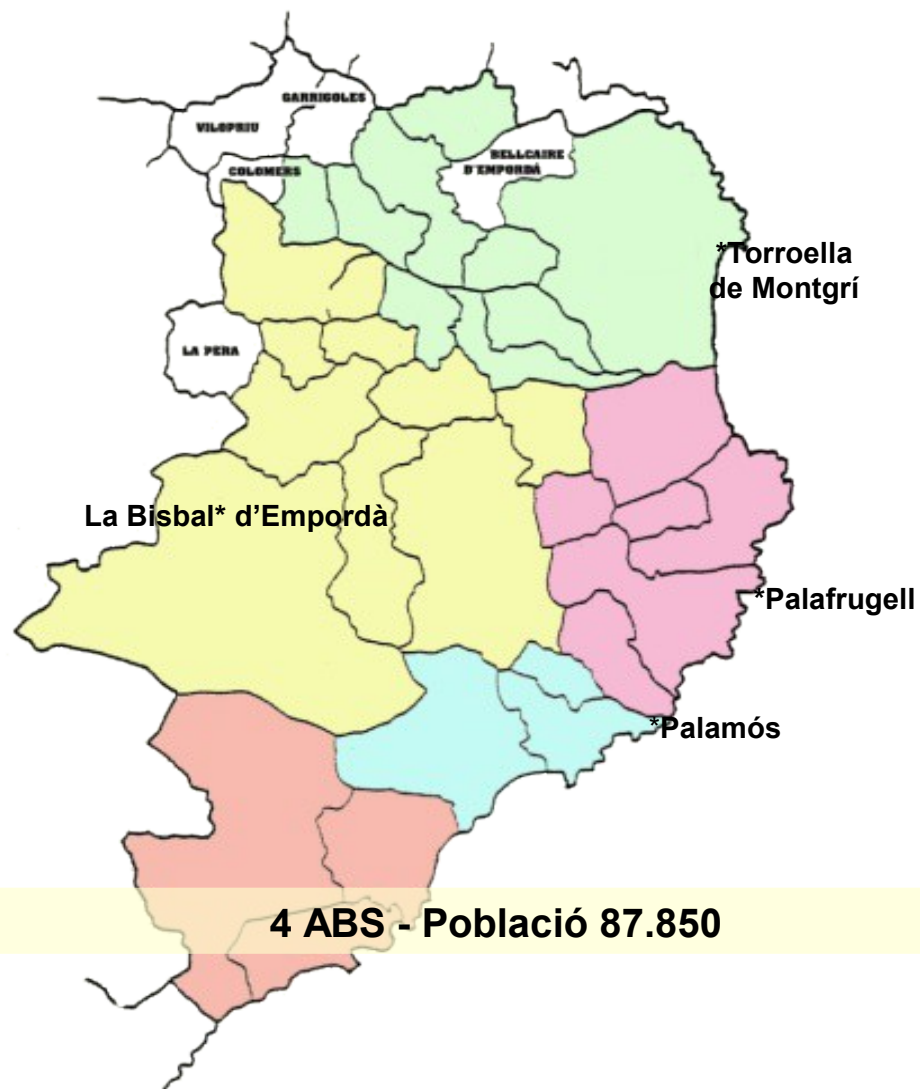 GARRIGOLES
VILOPRIU
BELLCAIRE
D'EMPORDÀ
COLOMERS
*Torroella
de Montgrí
LA PERA
La Bisbal* d'Empordà
*Palafrugell
*Palamós
4 ABS - Població 87.850